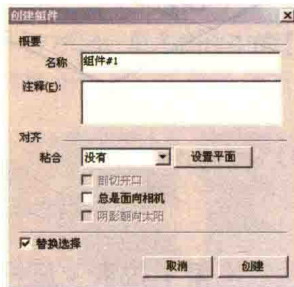 创建组件
概要
名称 组件#1
注释(E):
对齐
粘合 没有 设置平面
剖切开口
总是面向相机
阴影朝向太阳
替换选择
取消 创建